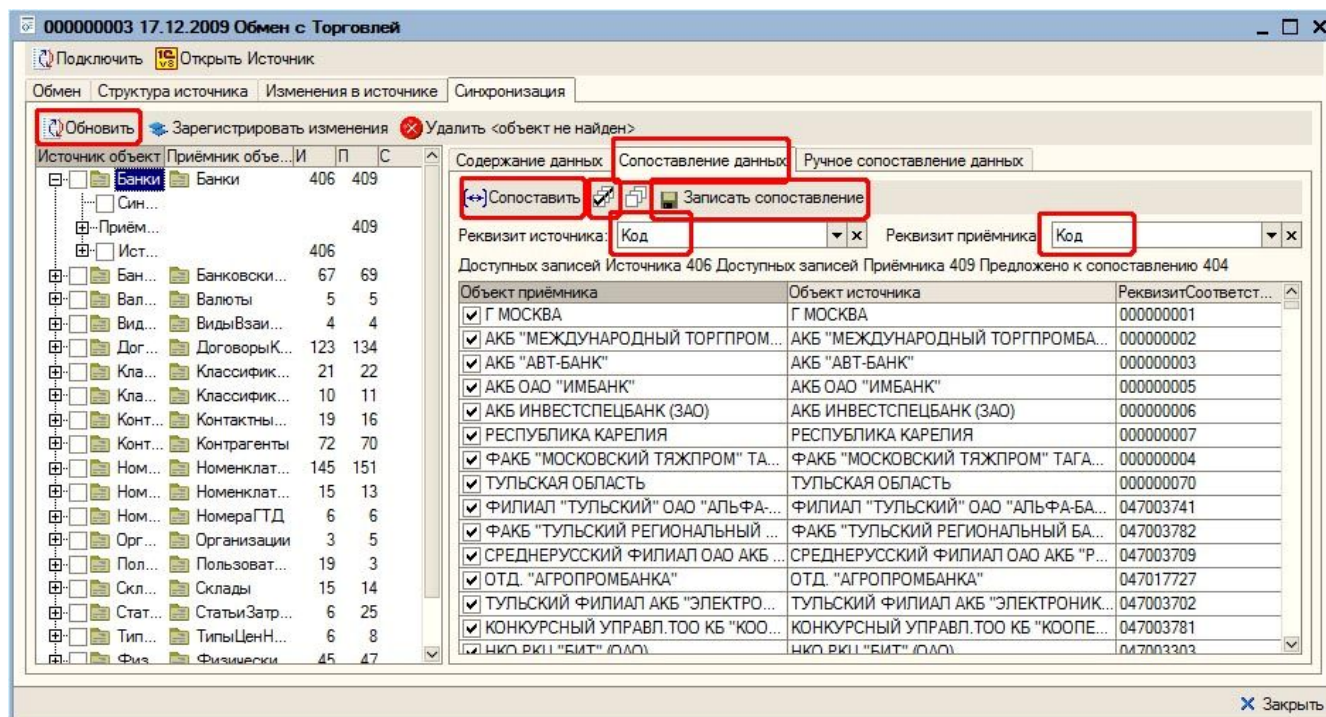 000000003 17.12.2009 Обмен с Торговлей
Подключить Открыть Источник
Обмен Структура источника Изменения в источнике Синхронизация
Обновить Зарегистрировать изменения Удалить <объект не найден>
Источник объект Приёмник объе... И П С
Банки Банки 406 409
Син...
Приём... 409
Ист... 406
Бан... Банковски... 67 69
Вал... Валюты 5 5
Вид... ВидыВзаи... 4 4
Дог... ДоговорыК... 123 134
Кла... Классифик... 21 22
Кла... Классифик... 10 11
Конт... Контактны... 19 16
Конт... Контрагенты 72 70
Ном... Номенклат... 145 151
Ном... Номенклат... 15 13
Ном... НомераГТД 6 6
Орг... Организации 3 5
Пол... Пользоват... 19 3
Скл... Склады 15 14
Стат... СтатьиЗатр... 6 25
Тип... ТипыЦенН... 6 8
Физ... Физически... 45 47
Содержание данных Сопоставление данных Ручное сопоставление данных
Сопоставить Записать сопоставление
Реквизит источника: Код Реквизит приёмника Код
Доступных записей Источника 406 Доступных записей Приёмника 409 Предложено к сопоставлению 404
Объект приёмника Объект источника РеквизитСоответст...
Г МОСКВА Г МОСКВА 000000001
АКБ "МЕЖДУНАРОДНЫЙ ТОРГПРОМ... АКБ "МЕЖДУНАРОДНЫЙ ТОРГПРОМБА... 000000002
АКБ "АВТ-БАНК" АКБ "АВТ-БАНК" 000000003
АКБ ОАО "ИМБАНК" АКБ ОАО "ИМБАНК" 000000005
АКБ ИНВЕСТСПЕЦБАНК (ЗАО) АКБ ИНВЕСТСПЕЦБАНК (ЗАО) 000000006
РЕСПУБЛИКА КАРЕЛИЯ РЕСПУБЛИКА КАРЕЛИЯ 000000007
ФАКБ "МОСКОВСКИЙ ТЯЖПРОМ" ТА... ФАКБ "МОСКОВСКИЙ ТЯЖПРОМ" ТАГА... 000000004
ТУЛЬСКАЯ ОБЛАСТЬ ТУЛЬСКАЯ ОБЛАСТЬ 000000070
ФИЛИАЛ "ТУЛЬСКИЙ" ОАО "АЛЬФА-... ФИЛИАЛ "ТУЛЬСКИЙ" ОАО "АЛЬФА-БА... 047003741
ФАКБ "ТУЛЬСКИЙ РЕГИОНАЛЬНЫЙ ... ФАКБ "ТУЛЬСКИЙ РЕГИОНАЛЬНЫЙ БА... 047003782
СРЕДНЕРУССКИЙ ФИЛИАЛ ОАО АКБ ... СРЕДНЕРУССКИЙ ФИЛИАЛ ОАО АКБ "Р... 047003709
ОТД. "АГРОПРОМБАНКА" ОТД. "АГРОПРОМБАНКА" 047017727
ТУЛЬСКИЙ ФИЛИАЛ АКБ "ЭЛЕКТРО... ТУЛЬСКИЙ ФИЛИАЛ АКБ "ЭЛЕКТРОНИК... 047003702
КОНКУРСНЫЙ УПРАВЛ.ТОО КБ "КОО... КОНКУРСНЫЙ УПРАВЛ.ТОО КБ "КООПЕ... 047003781
НКО РКЦ "БИТ" (ОАО) НКО РКЦ "БИТ" (ОАО) 047003303
Закрыть